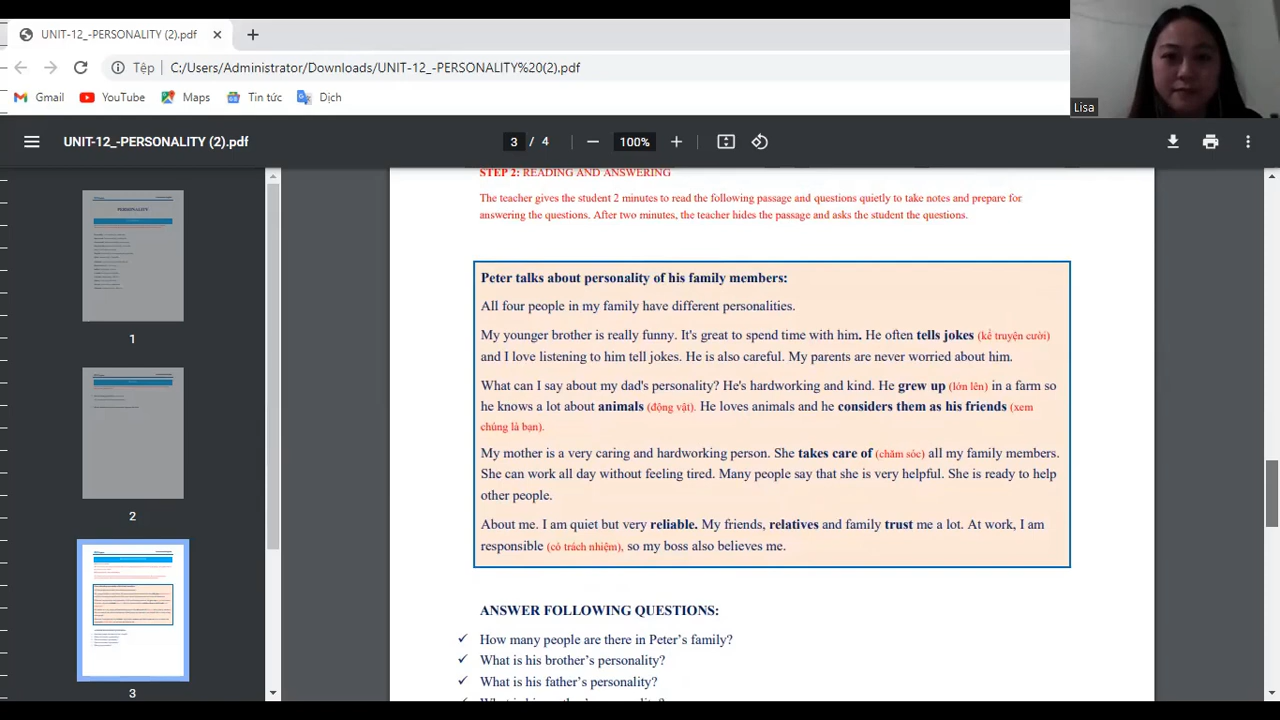 UNIT-12_-PERSONALITY (2).pdf
Tệp C:/Users/Administrator/Downloads/UNIT-12_-PERSONALITY%20(2).pdf
Gmail YouTube Maps Tin tức Dịch
Lisa
UNIT-12_-PERSONALITY (2).pdf 3 / 4 100%
PERSONALITY
1
2
3
STEP 2: READING AND ANSWERING
The teacher gives the student 2 minutes to read the following passage and questions quietly to take notes and prepare for
answering the questions. After two minutes, the teacher hides the passage and asks the student the questions.
Peter talks about personality of his family members:
All four people in my family have different personalities.
My younger brother is really funny. It's great to spend time with him. He often tells jokes (kể truyện cười)
and I love listening to him tell jokes. He is also careful. My parents are never worried about him.
What can I say about my dad's personality? He's hardworking and kind. He grew up (lớn lên) in a farm so
he knows a lot about animals (động vật). He loves animals and he considers them as his friends (xem
chúng là bạn).
My mother is a very caring and hardworking person. She takes care of (chăm sóc) all my family members.
She can work all day without feeling tired. Many people say that she is very helpful. She is ready to help
other people.
About me. I am quiet but very reliable. My friends, relatives and family trust me a lot. At work, I am
responsible (có trách nhiệm), so my boss also believes me.
ANSWER FOLLOWING QUESTIONS:
✓ How many people are there in Peter's family?
✓ What is his brother's personality?
✓ What is his father's personality?